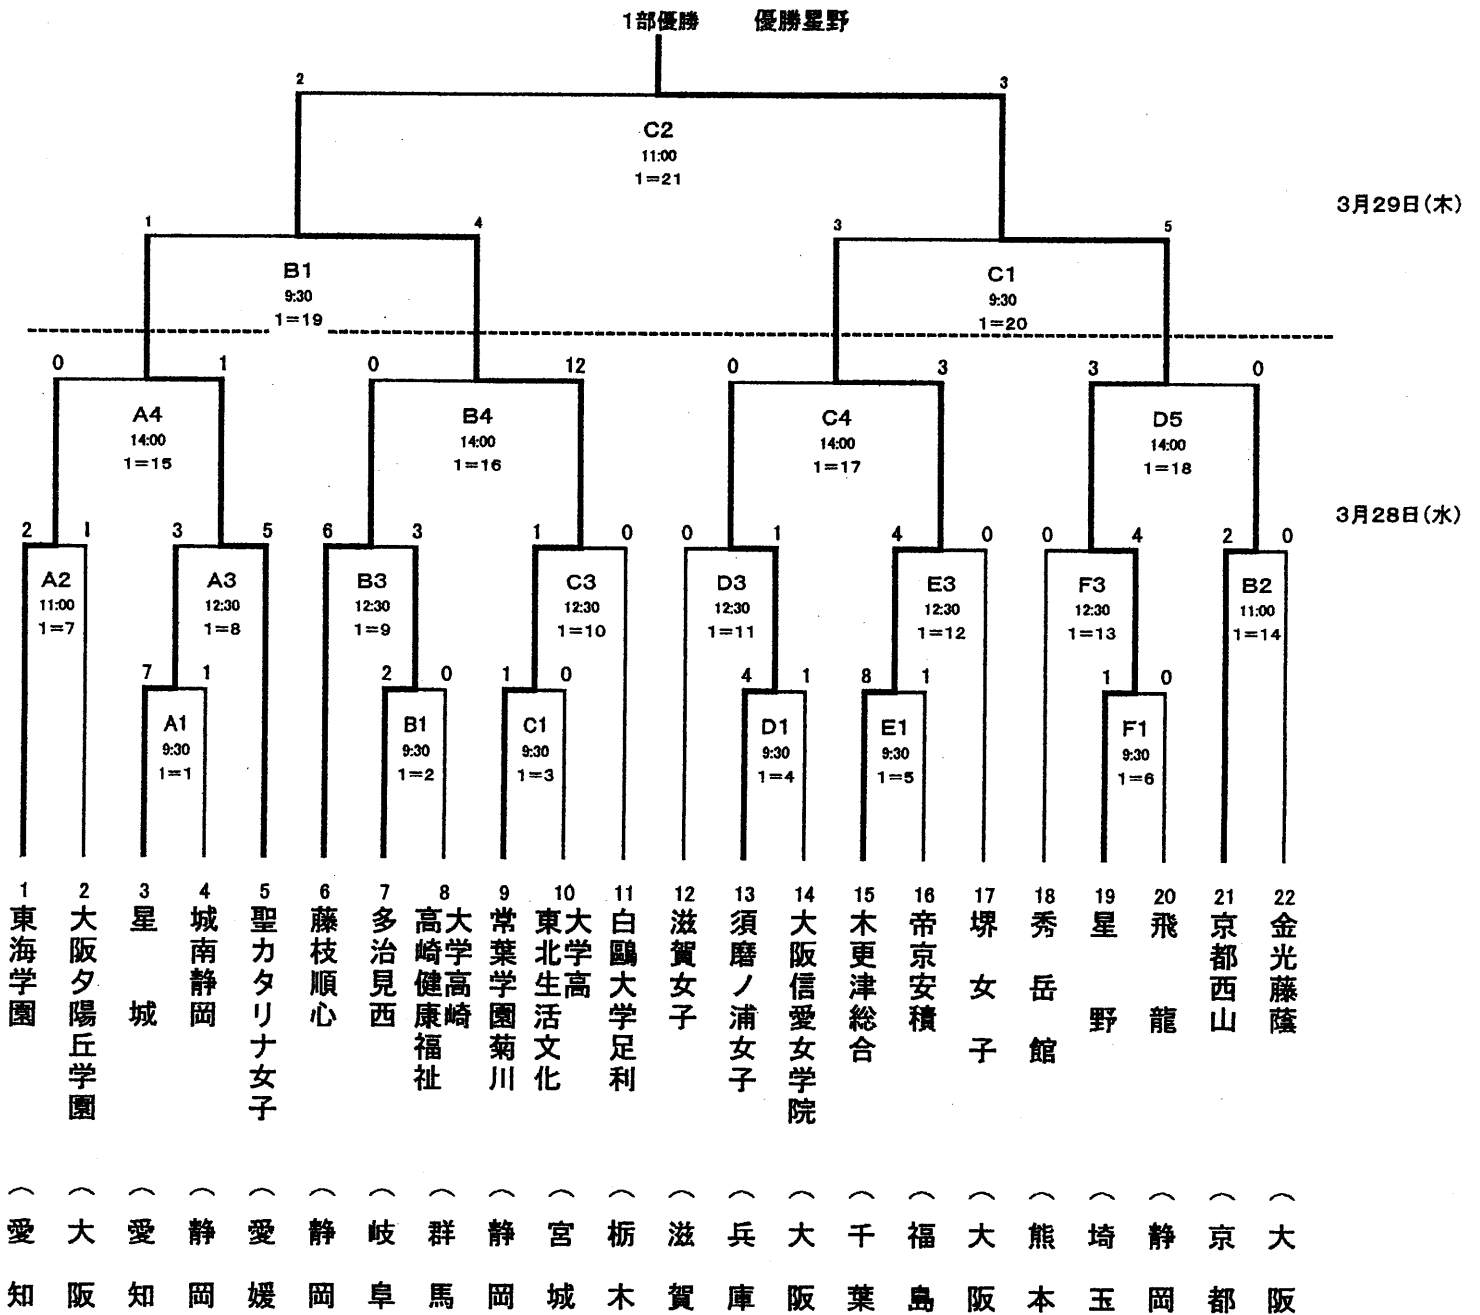 1部優勝 優勝星野
2 3
C2
11:00
1=21
3月29日(木)
1 4 3 5
B1 C1
9:30 9:30
1=19 1=20
0 1 0 12 0 3 3 0
A4 B4 C4 D5
14:00 14:00 14:00 14:00
1=15 1=16 1=17 1=18
3月28日(水)
2 1 3 5 6 3 1 0 0 1 4 0 0 4 2 0
A2 A3 B3 C3 D3 E3 F3 B2
11:00 12:30 12:30 12:30 12:30 12:30 12:30 11:00
1=7 1=8 1=9 1=10 1=11 1=12 1=13 1=14
7 1 2 0 1 0 4 1 8 1 1 0
A1 B1 C1 D1 E1 F1
9:30 9:30 9:30 9:30 9:30 9:30
1=1 1=2 1=3 1=4 1=5 1=6
1 東海学園 (愛知
2 大阪夕陽丘学園 (大阪
3 星城 (愛知
4 城南静岡 (静岡
5 聖カタリナ女子 (愛媛
6 藤枝順心 (静岡
7 多治見西 (岐阜
8 高崎健康福祉大学高崎 (群馬
9 常葉学園菊川 (静岡
10 東北生活文化大学高 (宮城
11 白鷗大学足利 (栃木
12 滋賀女子 (滋賀
13 須磨ノ浦女子 (兵庫
14 大阪信愛女学院 (大阪
15 木更津総合 (千葉
16 帝京安積 (福島
17 堺女子 (大阪
18 秀岳館 (熊本
19 星野 (埼玉
20 飛龍 (静岡
21 京都西山 (京都
22 金光藤蔭 (大阪